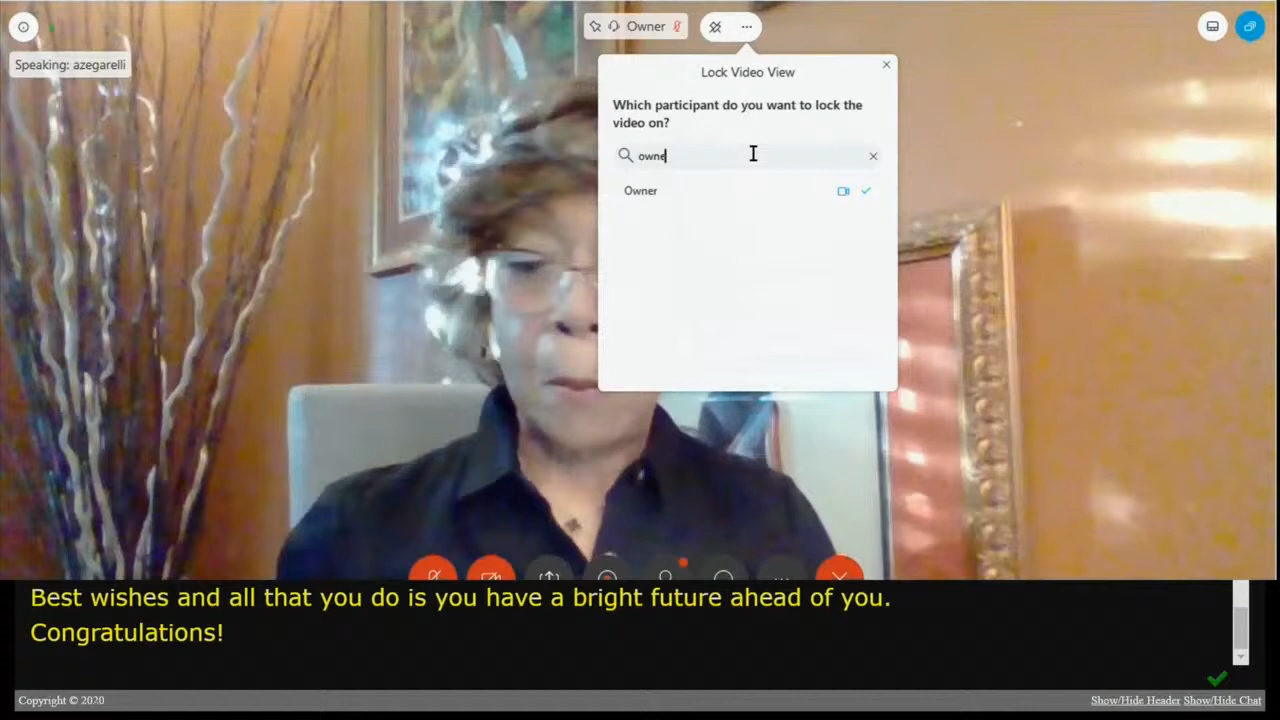 Owner
Speaking: azegarelli
Lock Video View
Which participant do you want to lock the
video on?
owne
Owner
Best wishes and all that you do is you have a bright future ahead of you.
Congratulations!
Copyright © 2020
Show/Hide Header Show/Hide Chat